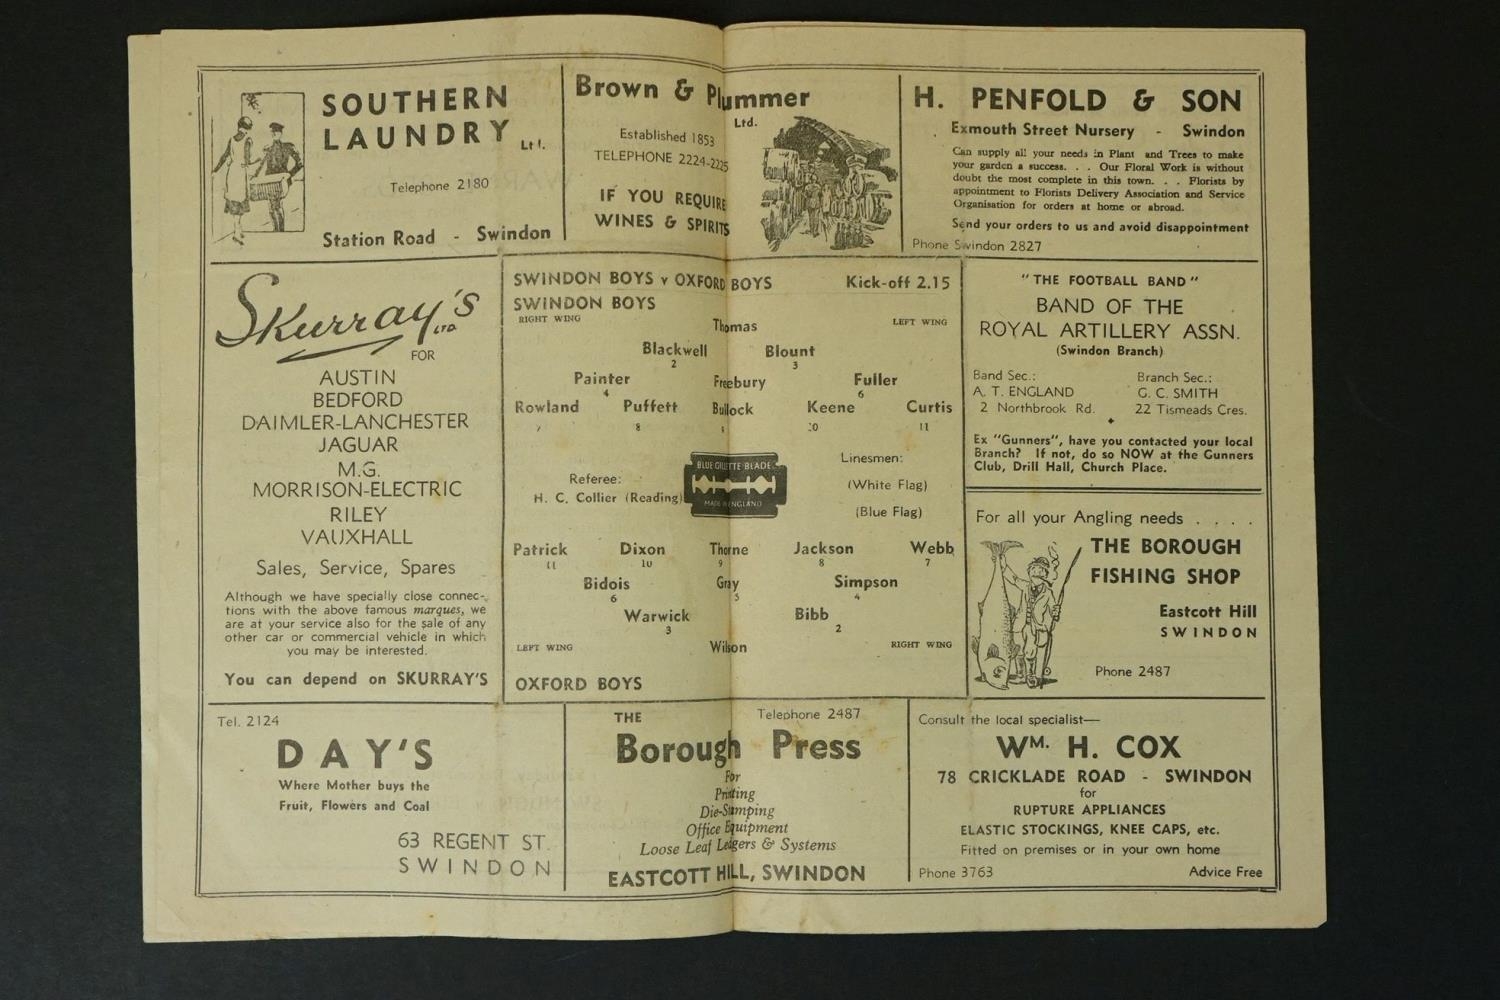 SOUTHERN
LAUNDRY Ltd.
Telephone 2180
Station Road - Swindon
Brown & Plummer
Ltd.
Established 1853
TELEPHONE 2224-2225
IF YOU REQUIRE
WINES & SPIRITS
H. PENFOLD & SON
Exmouth Street Nursery - Swindon
Can supply all your needs in Plant and Trees to make
your garden a success. . . Our Floral Work is without
doubt the most complete in this town. . . Florists by
appointment to Florists Delivery Association and Service
Organisation for orders at home or abroad.
Send your orders to us and avoid disappointment
Phone Swindon 2827
Skurray's
LTD
FOR
AUSTIN
BEDFORD
DAIMLER-LANCHESTER
JAGUAR
M.G.
MORRISON-ELECTRIC
RILEY
VAUXHALL
Sales, Service, Spares
Although we have specially close connec-
tions with the above famous marques, we
are at your service also for the sale of any
other car or commercial vehicle in which
you may be interested.
You can depend on SKURRAY'S
SWINDON BOYS v OXFORD BOYS Kick-off 2.15
SWINDON BOYS
RIGHT WING Thomas LEFT WING
Blackwell Blount
2 3
Painter Freebury Fuller
4 6
Rowland Puffett Bullock Keene Curtis
7 8 9 10 11
BLUE GILLETTE BLADE
MADE IN ENGLAND
Referee:
H. C. Collier (Reading)
Linesmen:
(White Flag)
(Blue Flag)
Patrick Dixon Thorne Jackson Webb
11 10 9 8 7
Bidois Gray Simpson
6 5 4
Warwick Bibb
3 2
LEFT WING Wilson RIGHT WING
OXFORD BOYS
"THE FOOTBALL BAND"
BAND OF THE
ROYAL ARTILLERY ASSN.
(Swindon Branch)
Band Sec.: Branch Sec.:
A. T. ENGLAND G. C. SMITH
2 Northbrook Rd. 22 Tismeads Cres.
Ex "Gunners", have you contacted your local
Branch? If not, do so NOW at the Gunners
Club, Drill Hall, Church Place.
For all your Angling needs . . . .
THE BOROUGH
FISHING SHOP
Eastcott Hill
SWINDON
Phone 2487
Tel. 2124
DAY'S
Where Mother buys the
Fruit, Flowers and Coal
63 REGENT ST.
SWINDON
THE Telephone 2487
Borough Press
For
Printing
Die-Stamping
Office Equipment
Loose Leaf Ledgers & Systems
EASTCOTT HILL, SWINDON
Consult the local specialist—
WM. H. COX
78 CRICKLADE ROAD - SWINDON
for
RUPTURE APPLIANCES
ELASTIC STOCKINGS, KNEE CAPS, etc.
Fitted on premises or in your own home
Phone 3763 Advice Free